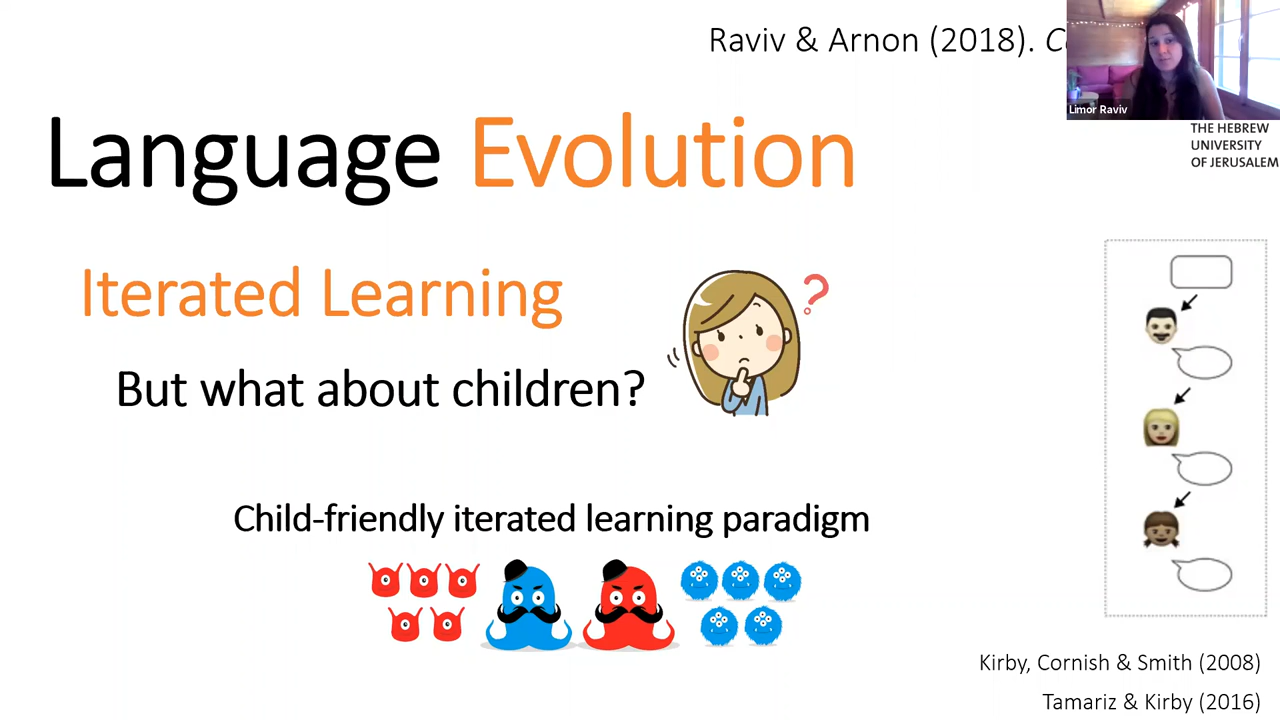 Raviv & Arnon (2018).
Limor Raviv
THE HEBREW
UNIVERSITY
OF JERUSALEM
Language Evolution
Iterated Learning
But what about children?
?
Child-friendly iterated learning paradigm
Kirby, Cornish & Smith (2008)
Tamariz & Kirby (2016)